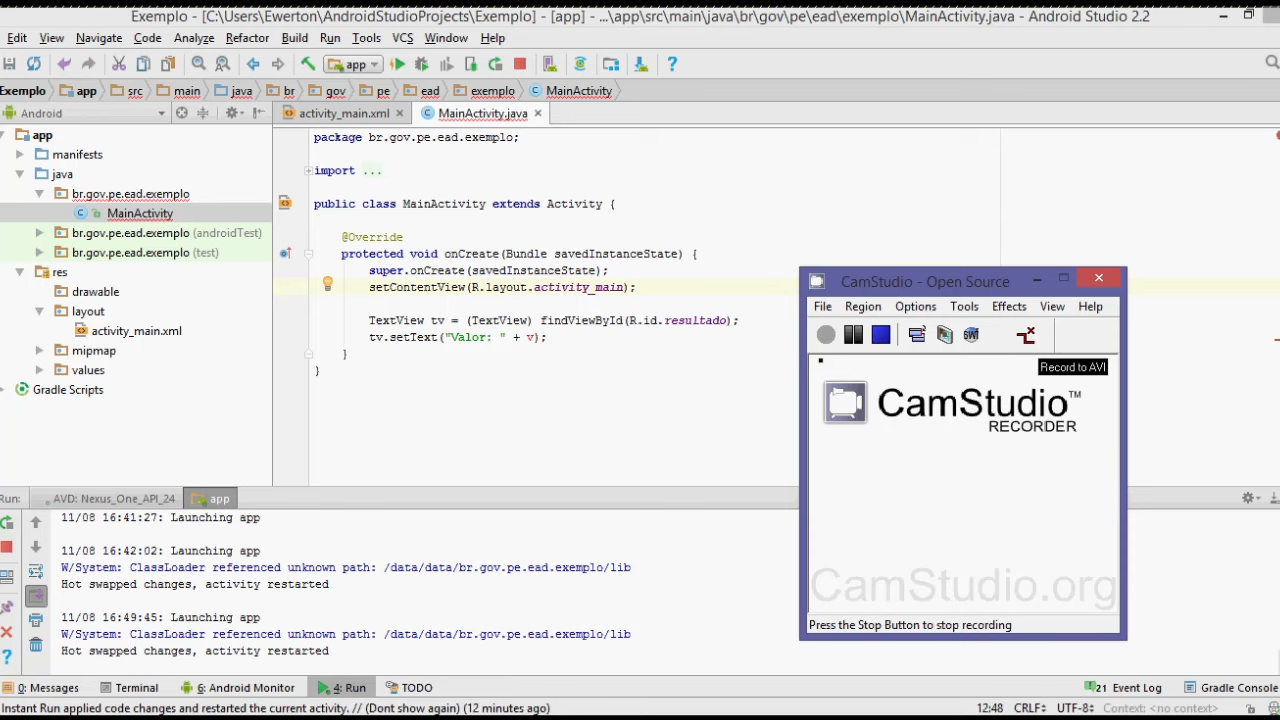 Exemplo - [C:\Users\Ewerton\AndroidStudioProjects\Exemplo] - [app] - ...\app\src\main\java\br\gov\pe\ead\exemplo\MainActivity.java - Android Studio 2.2
Edit View Navigate Code Analyze Refactor Build Run Tools VCS Window Help
app
Exemplo app src main java br gov pe ead exemplo MainActivity
Android
activity_main.xml MainActivity.java
app
manifests
java
br.gov.pe.ead.exemplo
MainActivity
br.gov.pe.ead.exemplo (androidTest)
br.gov.pe.ead.exemplo (test)
res
drawable
layout
activity_main.xml
mipmap
values
Gradle Scripts
package br.gov.pe.ead.exemplo;
import ...
public class MainActivity extends Activity {
@Override
protected void onCreate(Bundle savedInstanceState) {
super.onCreate(savedInstanceState);
setContentView(R.layout.activity_main);
TextView tv = (TextView) findViewById(R.id.resultado);
tv.setText("Valor: " + v);
}
}
CamStudio - Open Source
File Region Options Tools Effects View Help
Record to AVI
CamStudio™
RECORDER
CamStudio.org
Press the Stop Button to stop recording
Run: AVD: Nexus_One_API_24 app
11/08 16:41:27: Launching app
11/08 16:42:02: Launching app
W/System: ClassLoader referenced unknown path: /data/data/br.gov.pe.ead.exemplo/lib
Hot swapped changes, activity restarted
11/08 16:49:45: Launching app
W/System: ClassLoader referenced unknown path: /data/data/br.gov.pe.ead.exemplo/lib
Hot swapped changes, activity restarted
0: Messages Terminal 6: Android Monitor 4: Run TODO 21 Event Log Gradle Console
Instant Run applied code changes and restarted the current activity. // (Dont show again) (12 minutes ago) 12:48 CRLF UTF-8 Context: <no context>